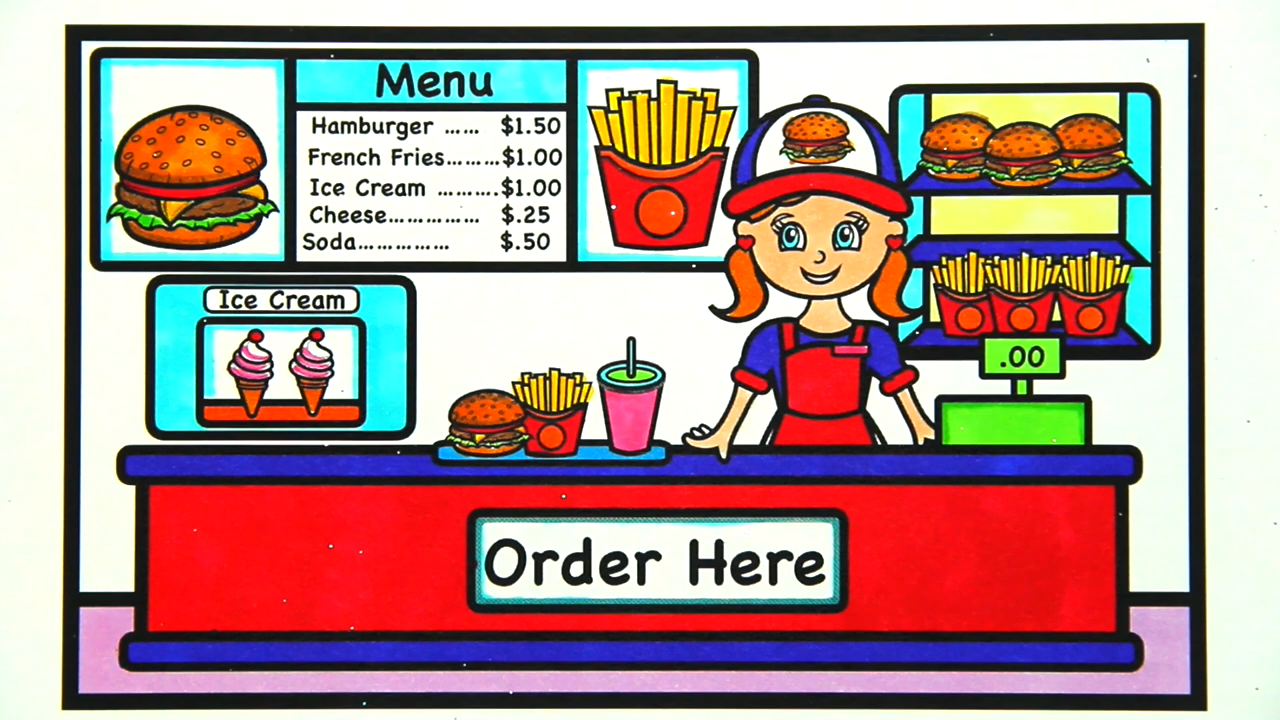 Menu
Hamburger ...... $1.50
French Fries.........$1.00
Ice Cream ..........$1.00
Cheese............... $.25
Soda............... $.50
Ice Cream
.00
Order Here